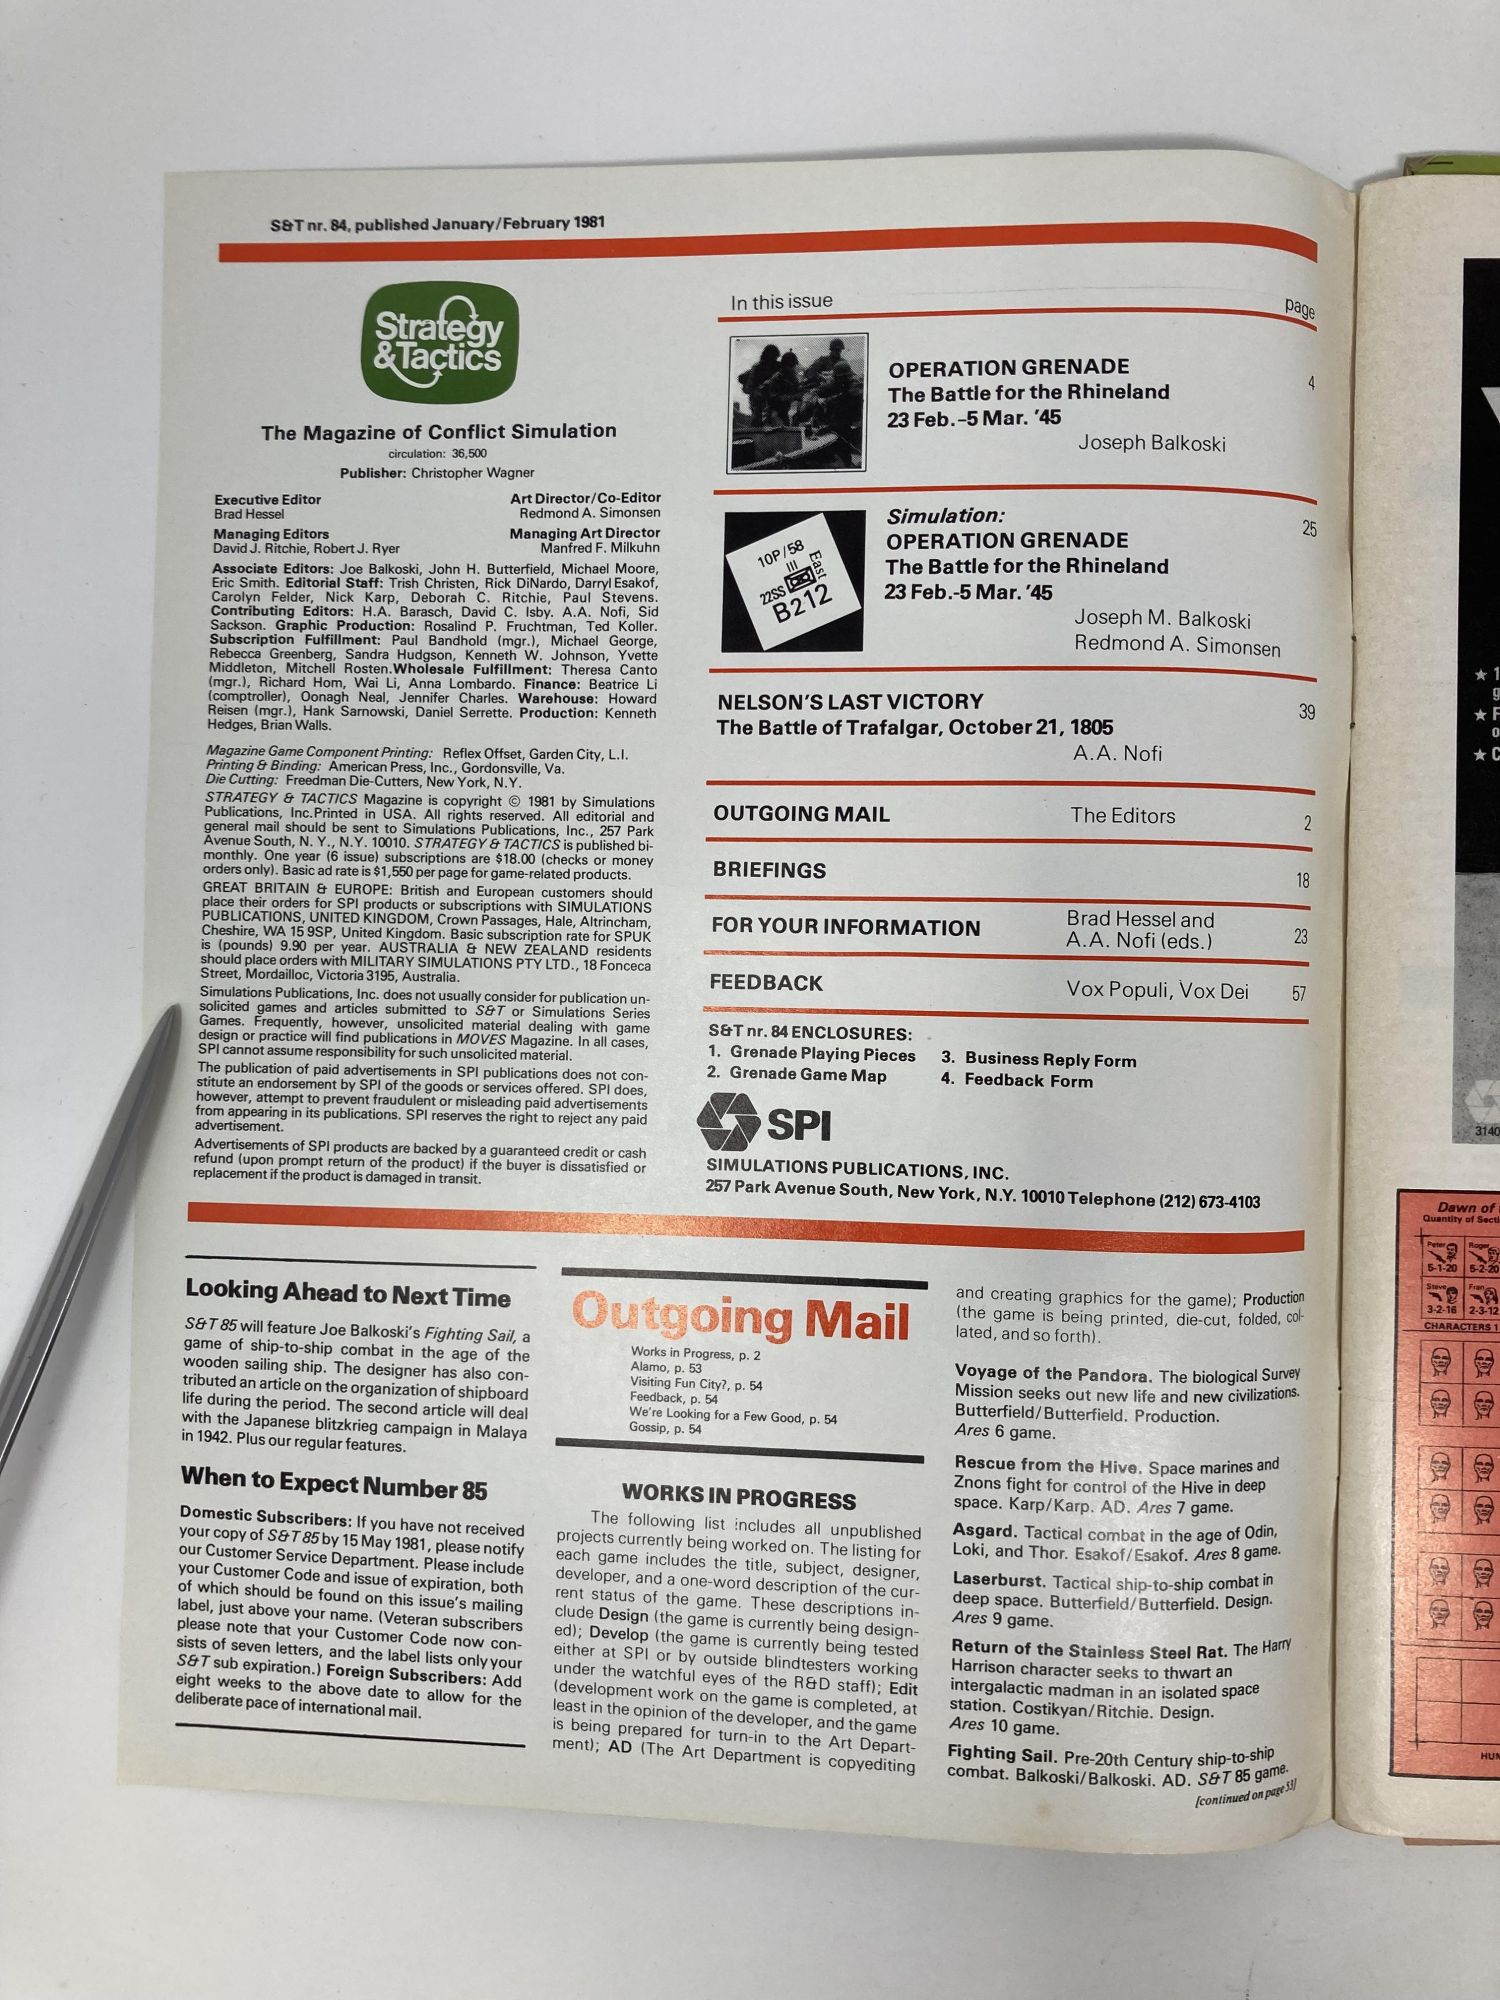 S&T nr. 84, published January/February 1981
Strategy
&Tactics
The Magazine of Conflict Simulation
circulation: 36,500
Publisher: Christopher Wagner
Executive Editor
Brad Hessel
Art Director/Co-Editor
Redmond A. Simonsen
Managing Editors
David J. Ritchie, Robert J. Ryer
Managing Art Director
Manfred F. Milkuhn
Associate Editors: Joe Balkoski, John H. Butterfield, Michael Moore,
Eric Smith. Editorial Staff: Trish Christen, Rick DiNardo, Darryl Esakof,
Carolyn Felder, Nick Karp, Deborah C. Ritchie, Paul Stevens.
Contributing Editors: H.A. Barasch, David C. Isby. A.A. Nofi, Sid
Sackson. Graphic Production: Rosalind P. Fruchtman, Ted Koller.
Subscription Fulfillment: Paul Bandhold (mgr.), Michael George,
Rebecca Greenberg, Sandra Hudgson, Kenneth W. Johnson, Yvette
Middleton, Mitchell Rosten.Wholesale Fulfillment: Theresa Canto
(mgr.), Richard Hom, Wai Li, Anna Lombardo. Finance: Beatrice Li
(comptroller), Oonagh Neal, Jennifer Charles. Warehouse: Howard
Reisen (mgr.), Hank Sarnowski, Daniel Serrette. Production: Kenneth
Hedges, Brian Walls.
Magazine Game Component Printing: Reflex Offset, Garden City, L.I.
Printing & Binding: American Press, Inc., Gordonsville, Va.
Die Cutting: Freedman Die-Cutters, New York, N.Y.
STRATEGY & TACTICS Magazine is copyright © 1981 by Simulations
Publications, Inc.Printed in USA. All rights reserved. All editorial and
general mail should be sent to Simulations Publications, Inc., 257 Park
Avenue South, N. Y., N.Y. 10010. STRATEGY & TACTICS is published bi-
monthly. One year (6 issue) subscriptions are $18.00 (checks or money
orders only). Basic ad rate is $1,550 per page for game-related products.
GREAT BRITAIN & EUROPE: British and European customers should
place their orders for SPI products or subscriptions with SIMULATIONS
PUBLICATIONS, UNITED KINGDOM, Crown Passages, Hale, Altrincham,
Cheshire, WA 15 9SP, United Kingdom. Basic subscription rate for SPUK
is (pounds) 9.90 per year. AUSTRALIA & NEW ZEALAND residents
should place orders with MILITARY SIMULATIONS PTY LTD., 18 Fonceca
Street, Mordailloc, Victoria 3195, Australia.
Simulations Publications, Inc. does not usually consider for publication un-
solicited games and articles submitted to S&T or Simulations Series
Games. Frequently, however, unsolicited material dealing with game
design or practice will find publications in MOVES Magazine. In all cases,
SPI cannot assume responsibility for such unsolicited material.
The publication of paid advertisements in SPI publications does not con-
stitute an endorsement by SPI of the goods or services offered. SPI does,
however, attempt to prevent fraudulent or misleading paid advertisements
from appearing in its publications. SPI reserves the right to reject any paid
advertisement.
Advertisements of SPI products are backed by a guaranteed credit or cash
refund (upon prompt return of the product) if the buyer is dissatisfied or
replacement if the product is damaged in transit.
In this issue page
OPERATION GRENADE
The Battle for the Rhineland 4
23 Feb.-5 Mar. '45
Joseph Balkoski
10P/58
III
22SS East
B212
Simulation: 25
OPERATION GRENADE
The Battle for the Rhineland
23 Feb.-5 Mar. '45
Joseph M. Balkoski
Redmond A. Simonsen
NELSON'S LAST VICTORY 39
The Battle of Trafalgar, October 21, 1805
A.A. Nofi
OUTGOING MAIL The Editors 2
BRIEFINGS 18
FOR YOUR INFORMATION Brad Hessel and
A.A. Nofi (eds.) 23
FEEDBACK Vox Populi, Vox Dei 57
S&T nr. 84 ENCLOSURES:
1. Grenade Playing Pieces 3. Business Reply Form
2. Grenade Game Map 4. Feedback Form
SPI
SIMULATIONS PUBLICATIONS, INC.
257 Park Avenue South, New York, N.Y. 10010 Telephone (212) 673-4103
Looking Ahead to Next Time
S&T 85 will feature Joe Balkoski's Fighting Sail, a
game of ship-to-ship combat in the age of the
wooden sailing ship. The designer has also con-
tributed an article on the organization of shipboard
life during the period. The second article will deal
with the Japanese blitzkrieg campaign in Malaya
in 1942. Plus our regular features.
When to Expect Number 85
Domestic Subscribers: If you have not received
your copy of S&T 85 by 15 May 1981, please notify
our Customer Service Department. Please include
your Customer Code and issue of expiration, both
of which should be found on this issue's mailing
label, just above your name. (Veteran subscribers
please note that your Customer Code now con-
sists of seven letters, and the label lists only your
S&T sub expiration.) Foreign Subscribers: Add
eight weeks to the above date to allow for the
deliberate pace of international mail.
Outgoing Mail
Works in Progress, p. 2
Alamo, p. 53
Visiting Fun City?, p. 54
Feedback, p. 54
We're Looking for a Few Good, p. 54
Gossip, p. 54
WORKS IN PROGRESS
The following list includes all unpublished
projects currently being worked on. The listing for
each game includes the title, subject, designer,
developer, and a one-word description of the cur-
rent status of the game. These descriptions in-
clude Design (the game is currently being design-
ed); Develop (the game is currently being tested
either at SPI or by outside blindtesters working
under the watchful eyes of the R&D staff); Edit
(development work on the game is completed, at
least in the opinion of the developer, and the game
is being prepared for turn-in to the Art Depart-
ment); AD (The Art Department is copyediting
and creating graphics for the game); Production
(the game is being printed, die-cut, folded, col-
lated, and so forth).
Voyage of the Pandora. The biological Survey
Mission seeks out new life and new civilizations.
Butterfield/Butterfield. Production.
Ares 6 game.
Rescue from the Hive. Space marines and
Znons fight for control of the Hive in deep
space. Karp/Karp. AD. Ares 7 game.
Asgard. Tactical combat in the age of Odin,
Loki, and Thor. Esakof/Esakof. Ares 8 game.
Laserburst. Tactical ship-to-ship combat in
deep space. Butterfield/Butterfield. Design.
Ares 9 game.
Return of the Stainless Steel Rat. The Harry
Harrison character seeks to thwart an
intergalactic madman in an isolated space
station. Costikyan/Ritchie. Design.
Ares 10 game.
Fighting Sail. Pre-20th Century ship-to-ship
combat. Balkoski/Balkoski. AD. S&T 85 game.
[continued on page 53]
3140
Dawn of
Quantity of Secti
Peter Roger
5-1-20 5-2-20
Steve Fran
3-2-16 2-3-12
CHARACTERS 1
HUN